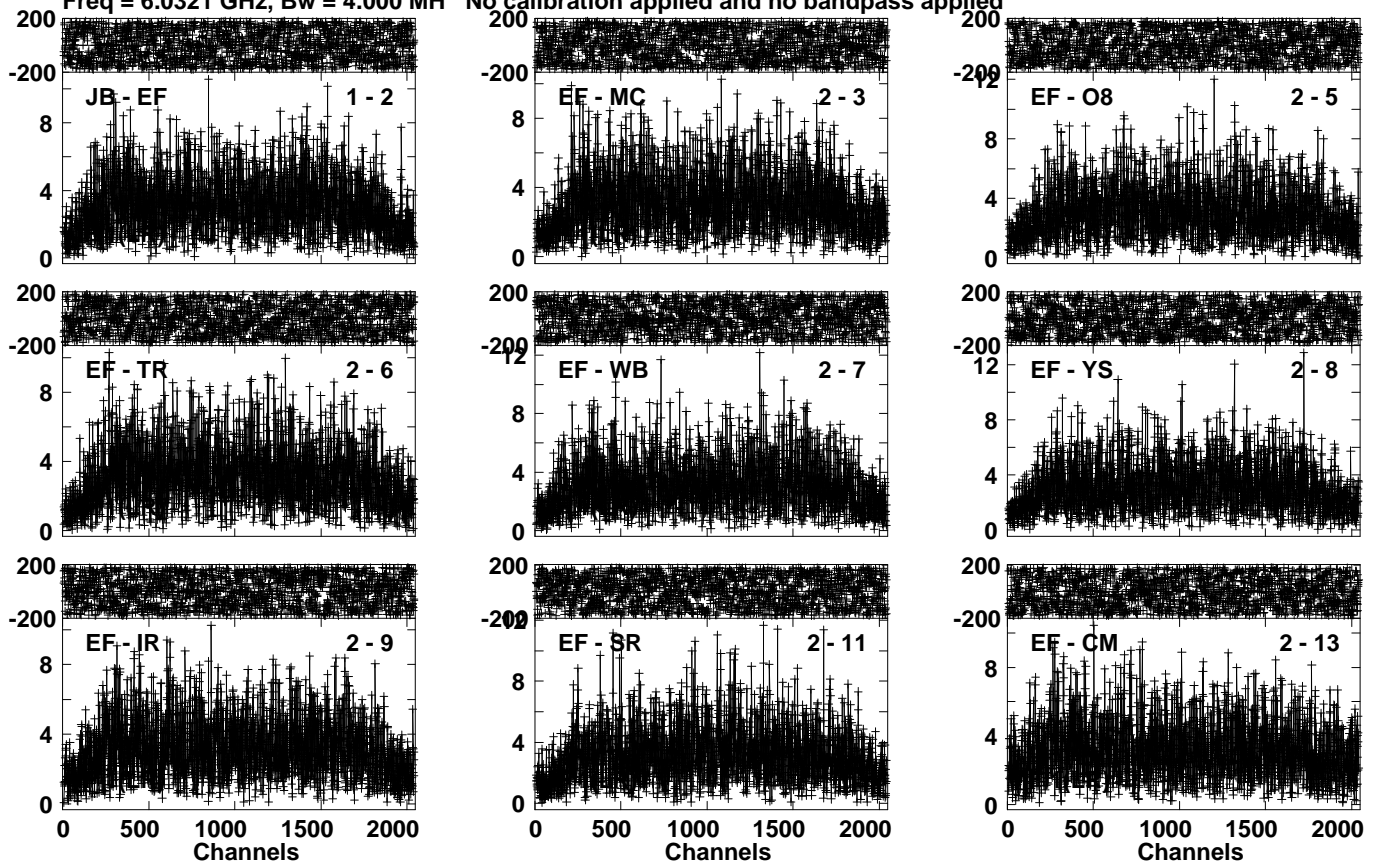 Freq = 6.0321 GHz, Bw = 4.000 MH No calibration applied and no bandpass applied
200 200 200
-200 -200 -200
12
JB - EF 1 - 2 EF - MC 2 - 3 EF - O8 2 - 5
8 8 8
4 4 4
0 0 0
200 200 200
-200 -200 -200
12 12
EF - TR 2 - 6 EF - WB 2 - 7 EF - YS 2 - 8
8 8 8
4 4 4
0 0 0
200 200 200
-200 -200 -200
12
EF - IR 2 - 9 EF - SR 2 - 11 EF - CM 2 - 13
8 8 8
4 4 4
0 0 0
0 500 1000 1500 2000 0 500 1000 1500 2000 0 500 1000 1500 2000
Channels Channels Channels